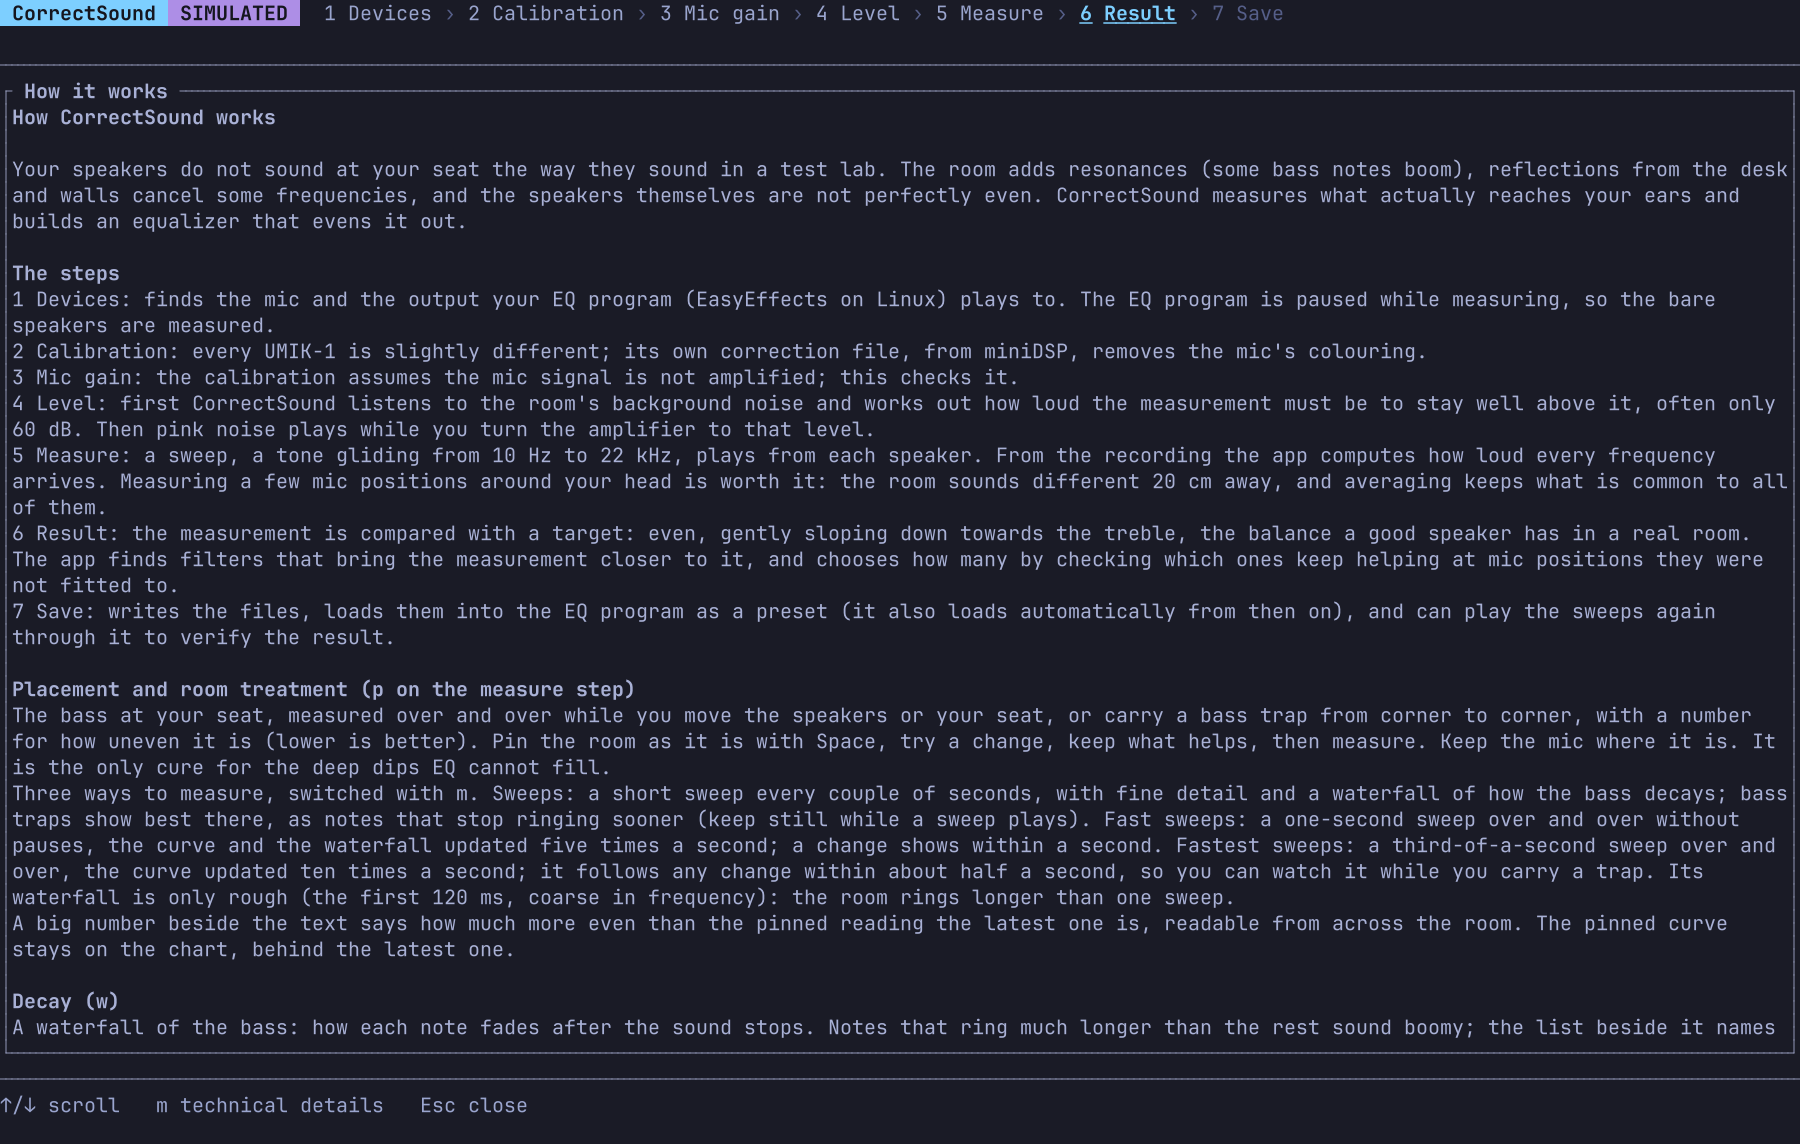 CorrectSound SIMULATED 1 Devices › 2 Calibration › 3 Mic gain › 4 Level › 5 Measure › 6 Result › 7 Save
How it works
How CorrectSound works
Your speakers do not sound at your seat the way they sound in a test lab. The room adds resonances (some bass notes boom), reflections from the desk
and walls cancel some frequencies, and the speakers themselves are not perfectly even. CorrectSound measures what actually reaches your ears and
builds an equalizer that evens it out.
The steps
1 Devices: finds the mic and the output your EQ program (EasyEffects on Linux) plays to. The EQ program is paused while measuring, so the bare
speakers are measured.
2 Calibration: every UMIK-1 is slightly different; its own correction file, from miniDSP, removes the mic's colouring.
3 Mic gain: the calibration assumes the mic signal is not amplified; this checks it.
4 Level: first CorrectSound listens to the room's background noise and works out how loud the measurement must be to stay well above it, often only
60 dB. Then pink noise plays while you turn the amplifier to that level.
5 Measure: a sweep, a tone gliding from 10 Hz to 22 kHz, plays from each speaker. From the recording the app computes how loud every frequency
arrives. Measuring a few mic positions around your head is worth it: the room sounds different 20 cm away, and averaging keeps what is common to all
of them.
6 Result: the measurement is compared with a target: even, gently sloping down towards the treble, the balance a good speaker has in a real room.
The app finds filters that bring the measurement closer to it, and chooses how many by checking which ones keep helping at mic positions they were
not fitted to.
7 Save: writes the files, loads them into the EQ program as a preset (it also loads automatically from then on), and can play the sweeps again
through it to verify the result.
Placement and room treatment (p on the measure step)
The bass at your seat, measured over and over while you move the speakers or your seat, or carry a bass trap from corner to corner, with a number
for how uneven it is (lower is better). Pin the room as it is with Space, try a change, keep what helps, then measure. Keep the mic where it is. It
is the only cure for the deep dips EQ cannot fill.
Three ways to measure, switched with m. Sweeps: a short sweep every couple of seconds, with fine detail and a waterfall of how the bass decays; bass
traps show best there, as notes that stop ringing sooner (keep still while a sweep plays). Fast sweeps: a one-second sweep over and over without
pauses, the curve and the waterfall updated five times a second; a change shows within a second. Fastest sweeps: a third-of-a-second sweep over and
over, the curve updated ten times a second; it follows any change within about half a second, so you can watch it while you carry a trap. Its
waterfall is only rough (the first 120 ms, coarse in frequency): the room rings longer than one sweep.
A big number beside the text says how much more even than the pinned reading the latest one is, readable from across the room. The pinned curve
stays on the chart, behind the latest one.
Decay (w)
A waterfall of the bass: how each note fades after the sound stops. Notes that ring much longer than the rest sound boomy; the list beside it names
↑/↓ scroll m technical details Esc close